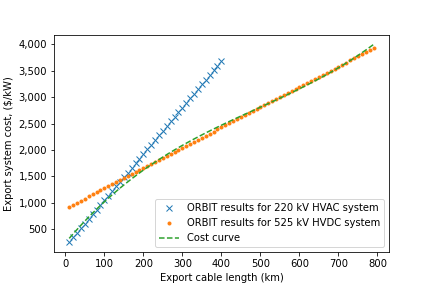 4,000
3,500
3,000
2,500
2,000
1,500
1,000
500
Export system cost, ($/kW)
ORBIT results for 220 kV HVAC system
ORBIT results for 525 kV HVDC system
Cost curve
0 100 200 300 400 500 600 700 800
Export cable length (km)